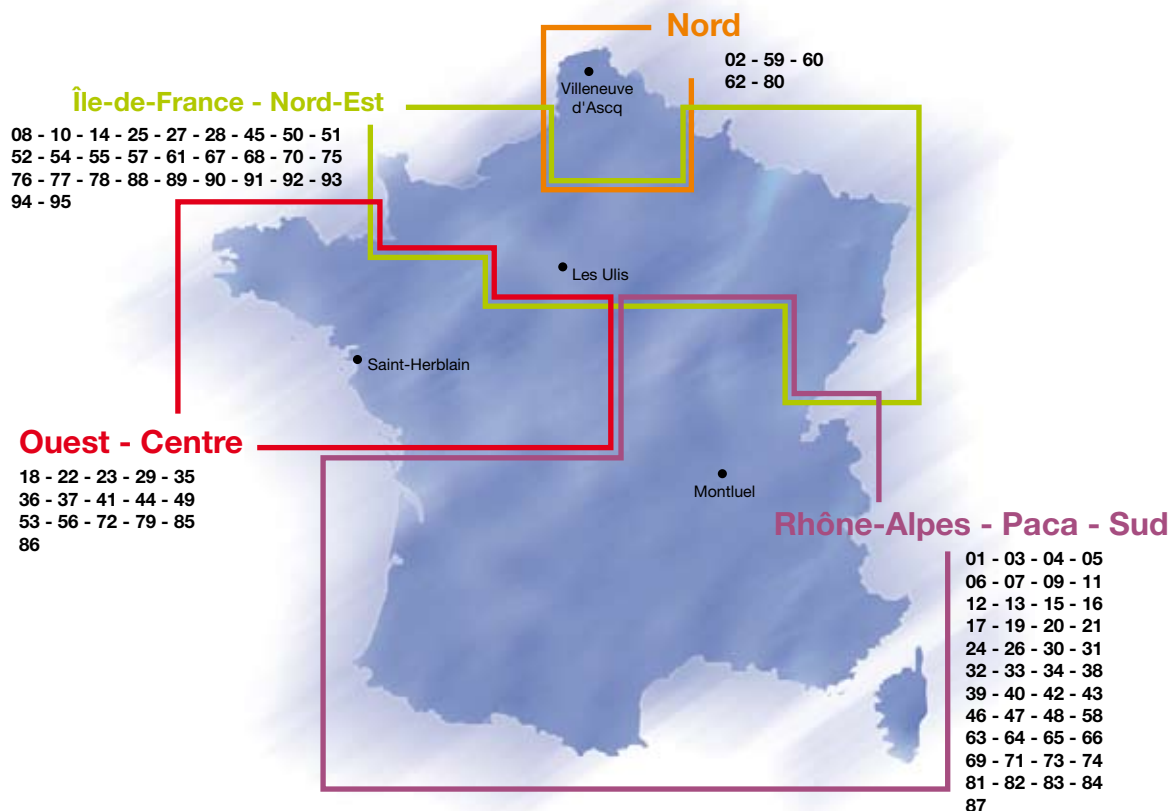 Nord
02 - 59 - 60
62 - 80
Villeneuve
d'Ascq
Île-de-France - Nord-Est
08 - 10 - 14 - 25 - 27 - 28 - 45 - 50 - 51
52 - 54 - 55 - 57 - 61 - 67 - 68 - 70 - 75
76 - 77 - 78 - 88 - 89 - 90 - 91 - 92 - 93
94 - 95
Les Ulis
Saint-Herblain
Ouest - Centre
18 - 22 - 23 - 29 - 35
36 - 37 - 41 - 44 - 49
53 - 56 - 72 - 79 - 85
86
Montluel
Rhône-Alpes - Paca - Sud
01 - 03 - 04 - 05
06 - 07 - 09 - 11
12 - 13 - 15 - 16
17 - 19 - 20 - 21
24 - 26 - 30 - 31
32 - 33 - 34 - 38
39 - 40 - 42 - 43
46 - 47 - 48 - 58
63 - 64 - 65 - 66
69 - 71 - 73 - 74
81 - 82 - 83 - 84
87